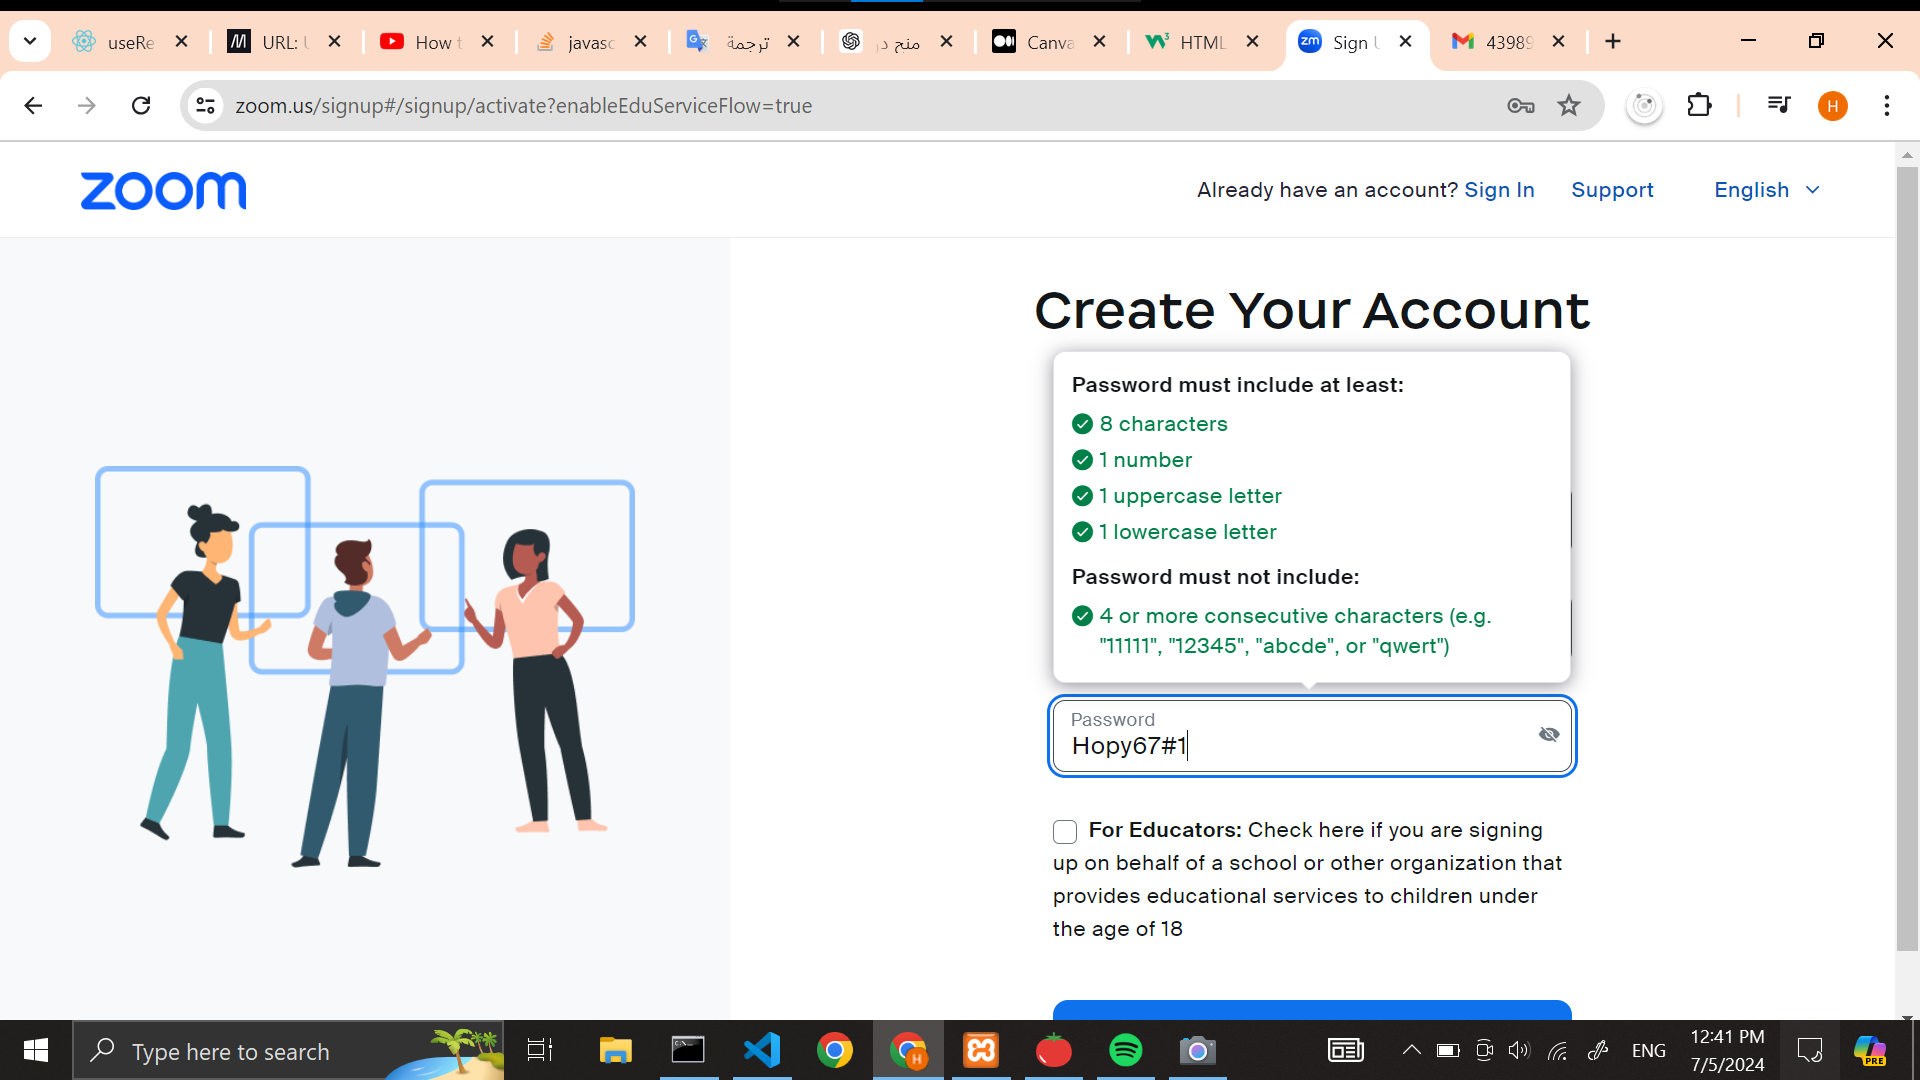 useRe
URL: U
How t
javasc
ترجمة
منح در
Canva
HTML
Sign U
43989
zoom.us/signup#/signup/activate?enableEduServiceFlow=true
H
zoom
Already have an account? Sign In Support English
Create Your Account
Password must include at least:
8 characters
1 number
1 uppercase letter
1 lowercase letter
Password must not include:
4 or more consecutive characters (e.g.
"11111", "12345", "abcde", or "qwert")
Password
Hopy67#1
For Educators: Check here if you are signing
up on behalf of a school or other organization that
provides educational services to children under
the age of 18
Type here to search
ENG
12:41 PM
7/5/2024
PRE